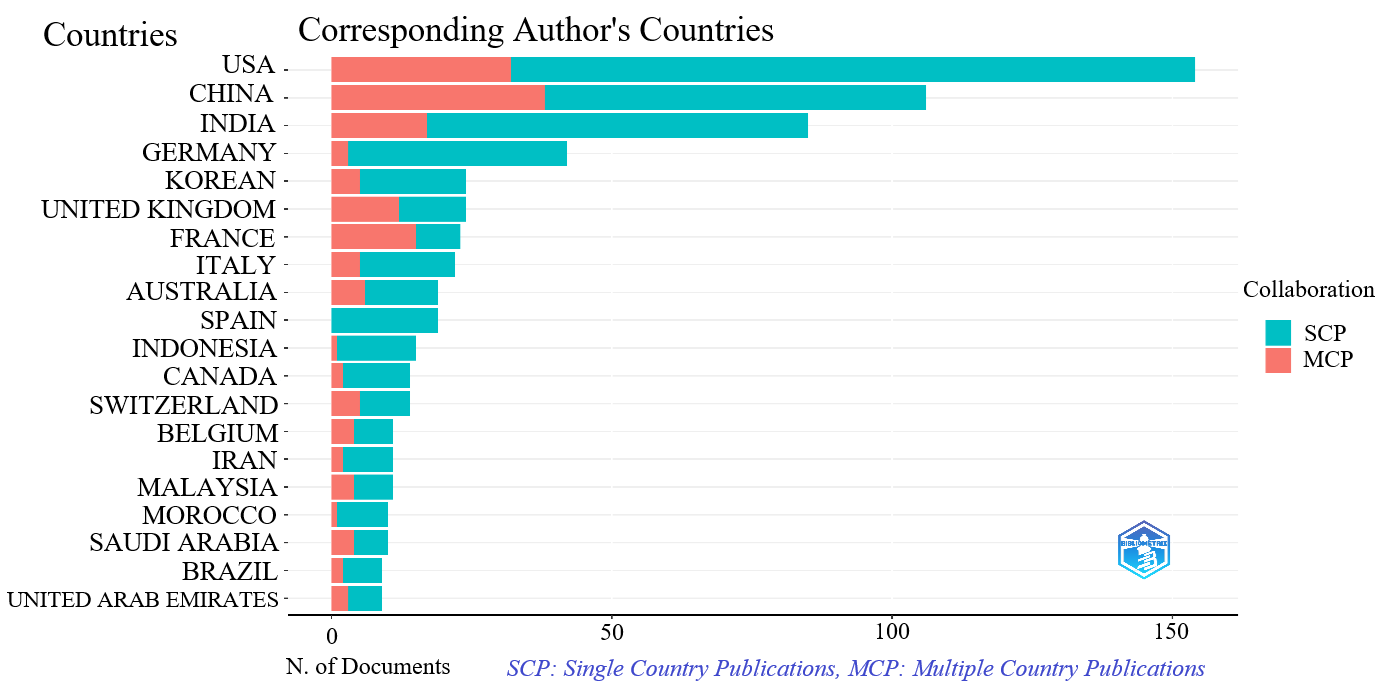 Countries
Corresponding Author's Countries
USA
CHINA
INDIA
GERMANY
KOREAN
UNITED KINGDOM
FRANCE
ITALY
AUSTRALIA
SPAIN
INDONESIA
CANADA
SWITZERLAND
BELGIUM
IRAN
MALAYSIA
MOROCCO
SAUDI ARABIA
BRAZIL
UNITED ARAB EMIRATES
Collaboration
SCP
MCP
BIBLIOMETRIX
0 50 100 150
N. of Documents
SCP: Single Country Publications, MCP: Multiple Country Publications